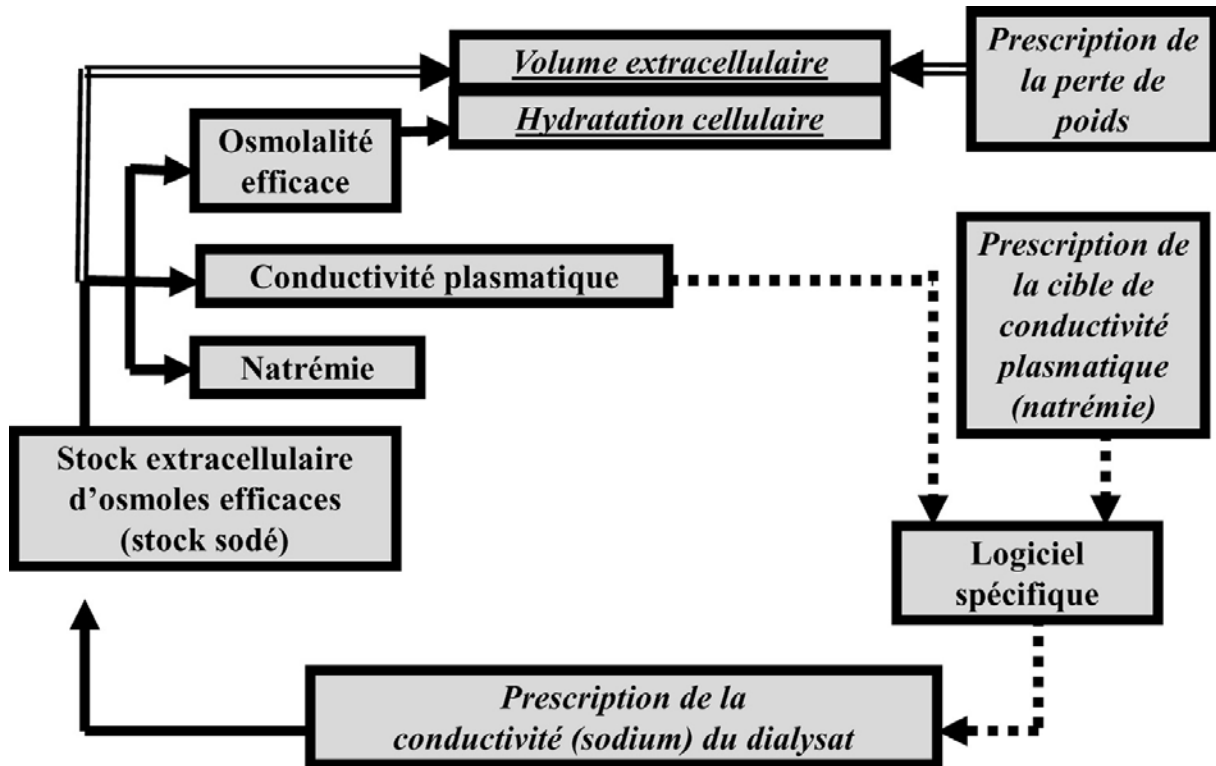 Volume extracellulaire
Hydratation cellulaire
Prescription de
la perte de
poids
Osmolalité
efficace
Conductivité plasmatique
Natrémie
Prescription de
la cible de
conductivité
plasmatique
(natrémie)
Stock extracellulaire
d’osmoles efficaces
(stock sodé)
Logiciel
spécifique
Prescription de la
conductivité (sodium) du dialysat